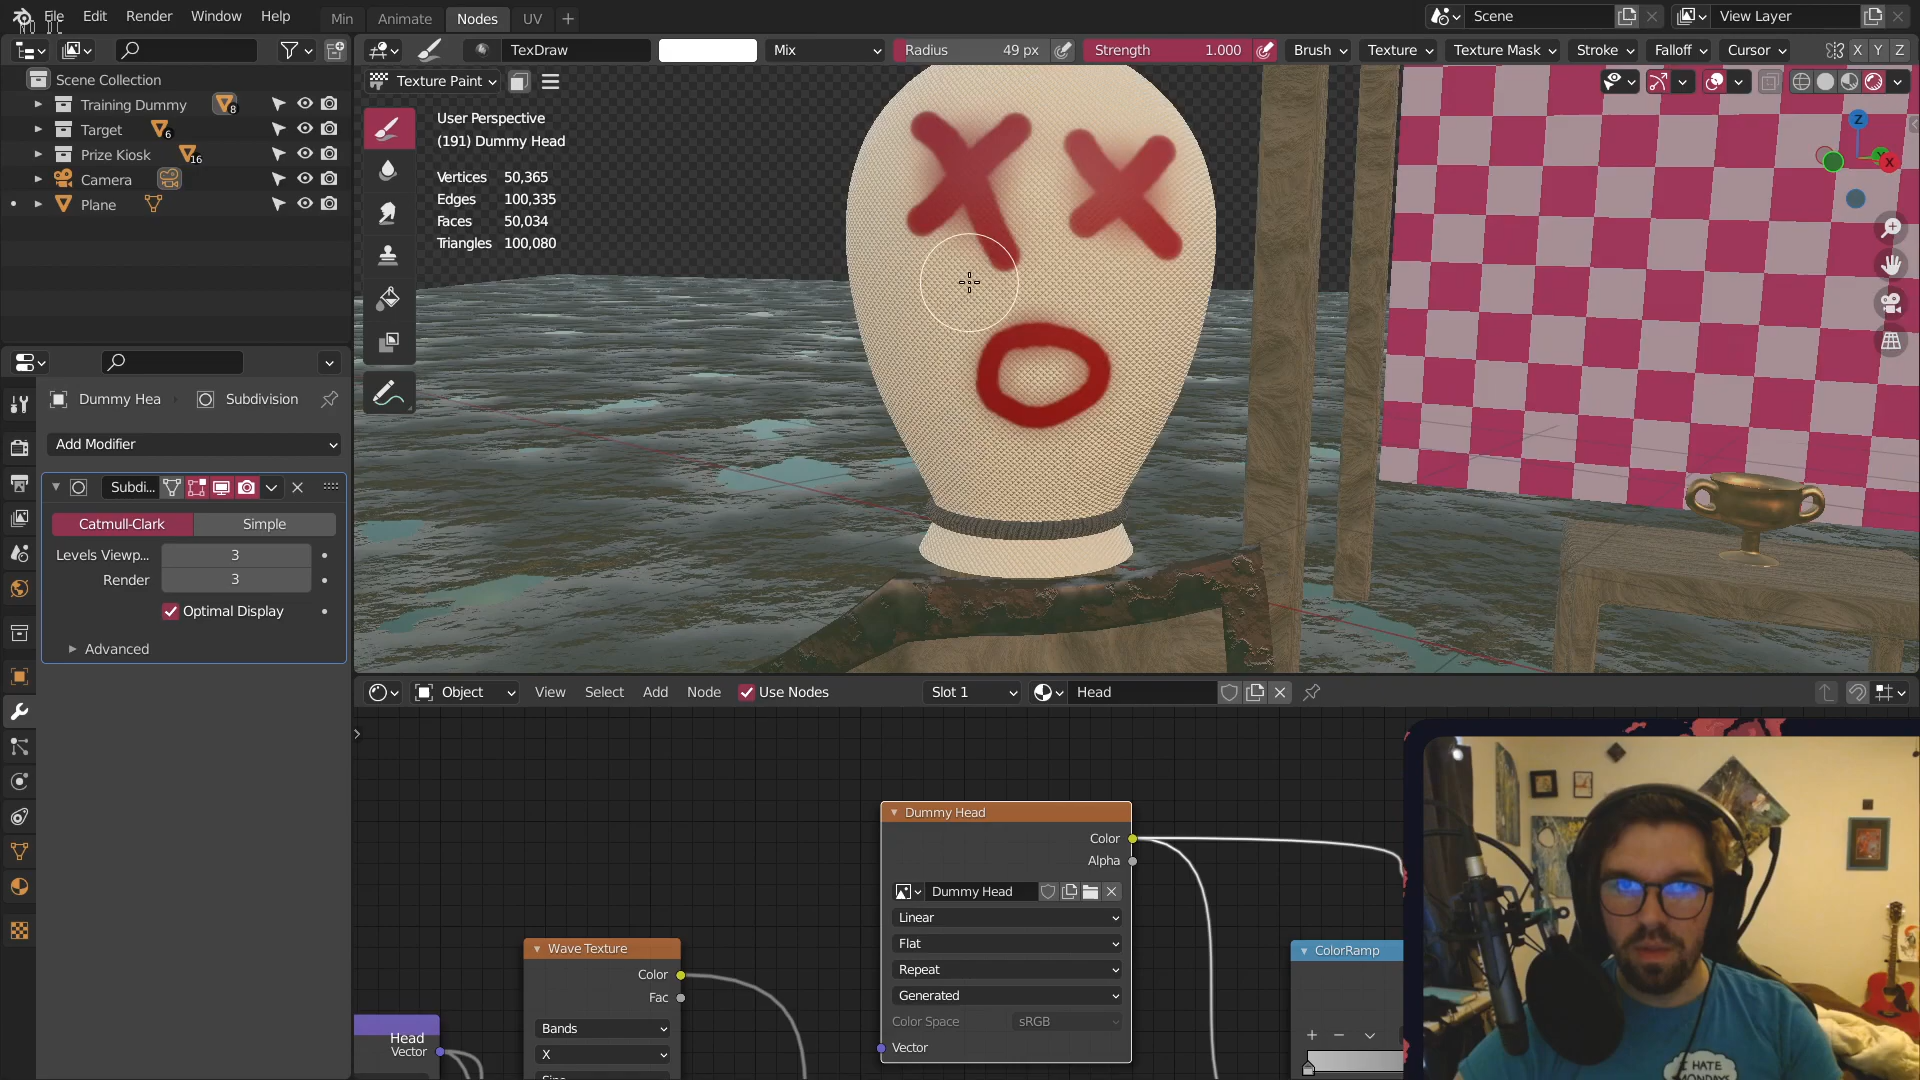 File Edit Render Window Help
Min Animate Nodes UV +
Scene
View Layer
TexDraw
Mix
Radius 49 px
Strength 1.000
Brush Texture Texture Mask Stroke Falloff Cursor
X Y Z
Scene Collection
Training Dummy 8
Target 6
Prize Kiosk 16
Camera
Plane
Texture Paint
User Perspective
(191) Dummy Head
Vertices 50,365
Edges 100,335
Faces 50,034
Triangles 100,080
Z
X
Dummy Hea Subdivision
Add Modifier
Subdi...
Catmull-Clark Simple
Levels Viewp... 3
Render 3
Optimal Display
Advanced
Object View Select Add Node Use Nodes Slot 1 Head
Dummy Head
Color
Alpha
Dummy Head
Linear
Flat
Repeat
Generated
Color Space sRGB
Vector
Wave Texture
Color
Fac
Bands
X
Head
Vector
ColorRamp
I HATE
MONDAYS